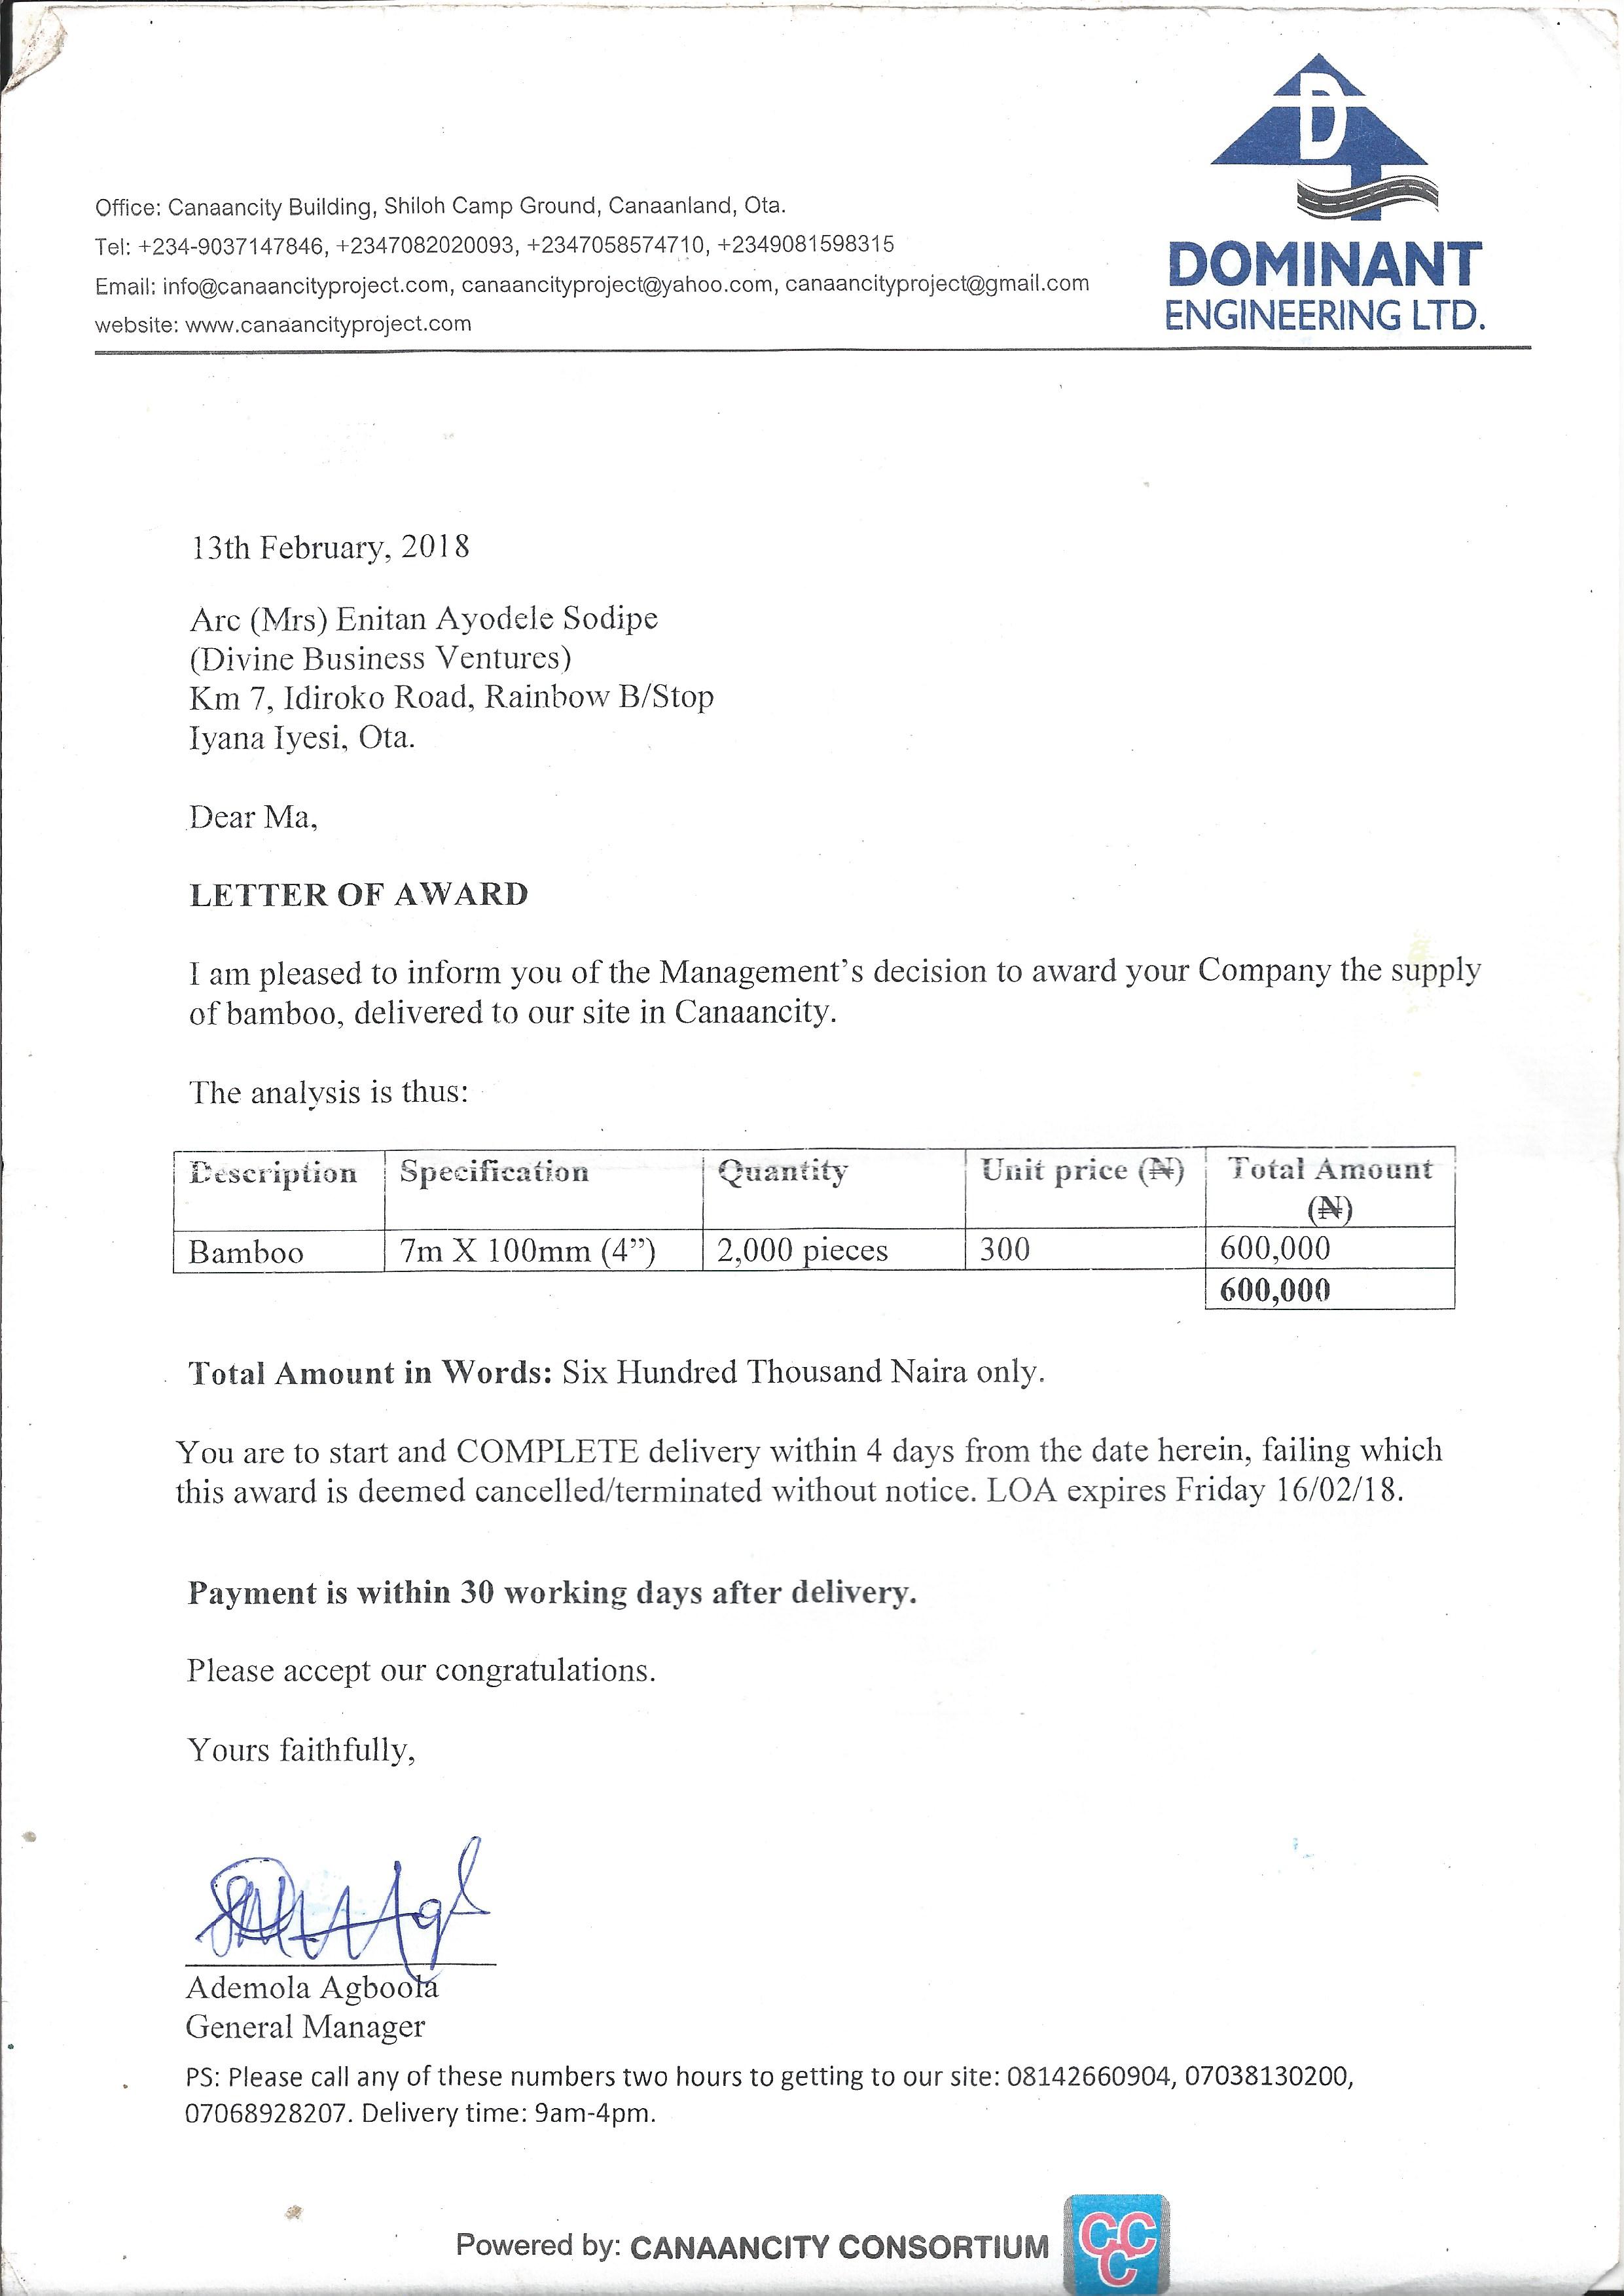 D
Office: Canaancity Building, Shiloh Camp Ground, Canaanland, Ota.
Tel: +234-9037147846, +2347082020093, +2347058574710, +2349081598315
Email: info@canaancityproject.com, canaancityproject@yahoo.com, canaancityproject@gmail.com
website: www.canaancityproject.com
DOMINANT
ENGINEERING LTD.
13th February, 2018
Arc (Mrs) Enitan Ayodele Sodipe
(Divine Business Ventures)
Km 7, Idiroko Road, Rainbow B/Stop
Iyana Iyesi, Ota.
Dear Ma,
LETTER OF AWARD
I am pleased to inform you of the Management's decision to award your Company the supply
of bamboo, delivered to our site in Canaancity.
The analysis is thus:
Description Specification Quantity Unit price (₦) Total Amount
(₦)
Bamboo 7m X 100mm (4”) 2,000 pieces 300 600,000
600,000
Total Amount in Words: Six Hundred Thousand Naira only.
You are to start and COMPLETE delivery within 4 days from the date herein, failing which
this award is deemed cancelled/terminated without notice. LOA expires Friday 16/02/18.
Payment is within 30 working days after delivery.
Please accept our congratulations.
Yours faithfully,
Ademola Agboola
General Manager
PS: Please call any of these numbers two hours to getting to our site: 08142660904, 07038130200,
07068928207. Delivery time: 9am-4pm.
Powered by: CANAANCITY CONSORTIUM
CCC